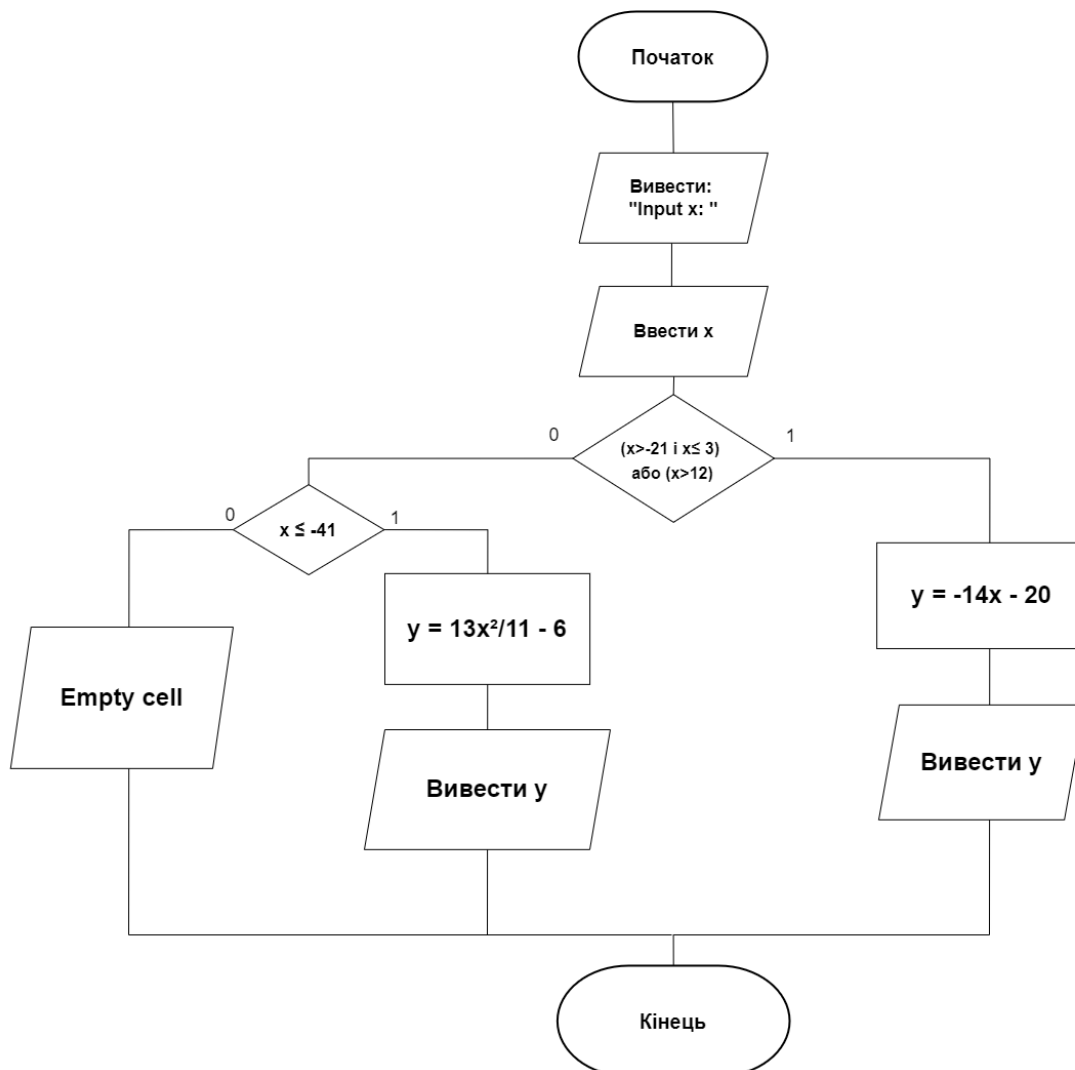 Початок
Вивести:
"Input x: "
Ввести x
0
(x>-21 і x≤ 3)
1
або (x>12)
0
x ≤ -41
1
y = 13x²/11 - 6
y = -14x - 20
Empty cell
Вивести y
Вивести y
Кінець